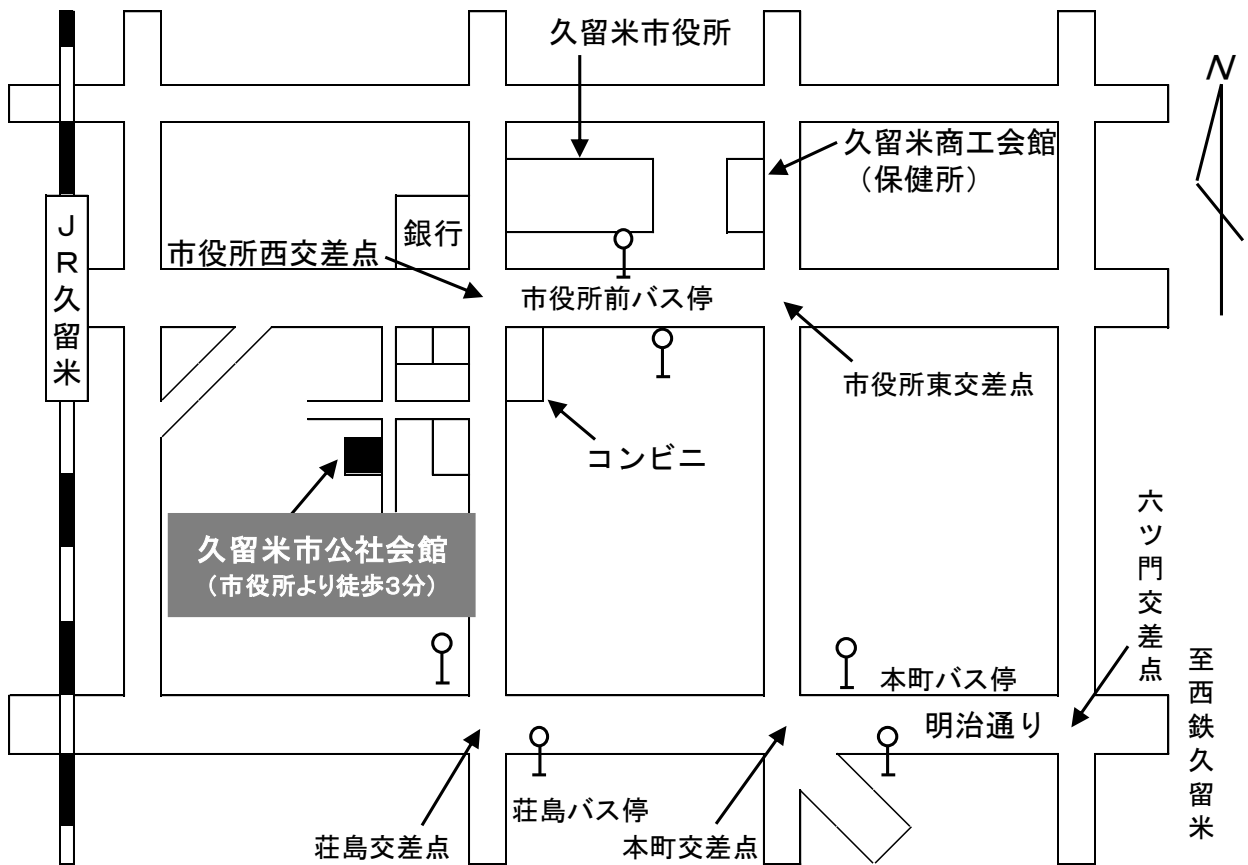 久留米市役所
N
久留米商工会館
（保健所）
JR久留米
銀行
市役所西交差点
市役所前バス停
市役所東交差点
コンビニ
六ツ門交差点
久留米市公社会館
（市役所より徒歩3分）
至西鉄久留米
本町バス停
明治通り
荘島バス停
荘島交差点
本町交差点